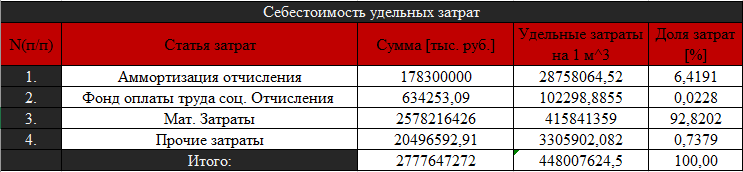 Себестоимость удельных затрат
N(п/п) Статья затрат Сумма [тыс. руб.] Удельные затраты на 1 м^3 Доля затрат [%]
1. Аммортизация отчисления 178300000 28758064,52 6,4191
2. Фонд оплаты труда соц. Отчисления 634253,09 102298,8855 0,0228
3. Мат. Затраты 2578216426 415841359 92,8202
4. Прочие затраты 20496592,91 3305902,082 0,7379
Итого: 2777647272 448007624,5 100,00